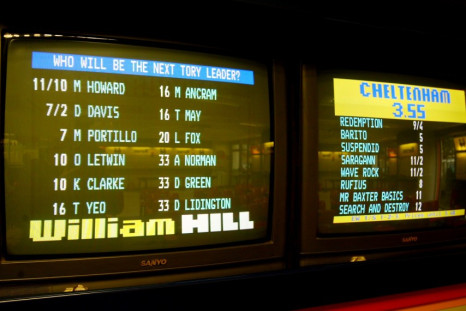 WHO WILL BE THE NEXT TORY LEADER?
11/10 M HOWARD 16 M ANCRAM
7/2 D DAVIS 16 T MAY
7 M PORTILLO 20 L FOX
10 O LETWIN 33 A NORMAN
10 K CLARKE 33 D GREEN
16 T YEO 33 D LIDINGTON
William HILL
SANYO
CHELTENHAM
3.55
REDEMPTION 9/4
BARITO 5
SUSPENDID 5
SARAGANN 11/2
WAVE ROCK 11/2
RUFIUS 8
MR BAXTER BASICS 11
SEARCH AND DESTROY 12
SANYO